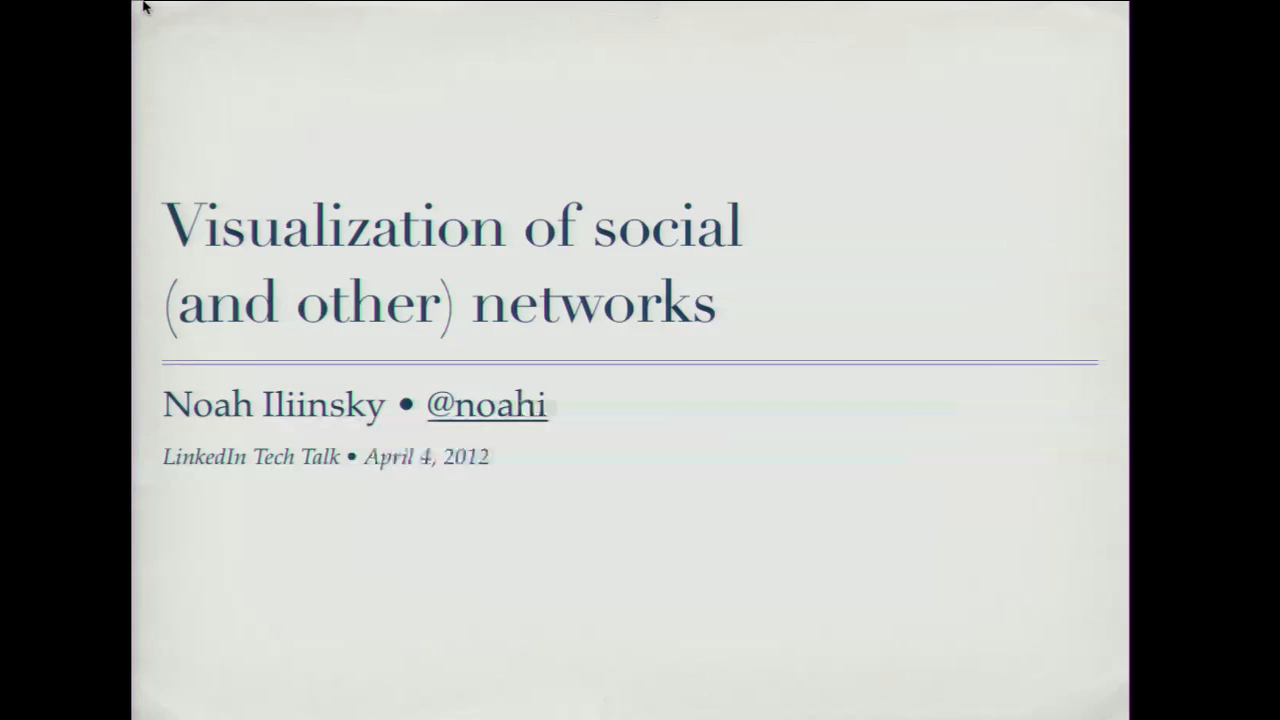 Visualization of social
(and other) networks
Noah Iliinsky • @noahi
LinkedIn Tech Talk • April 4, 2012